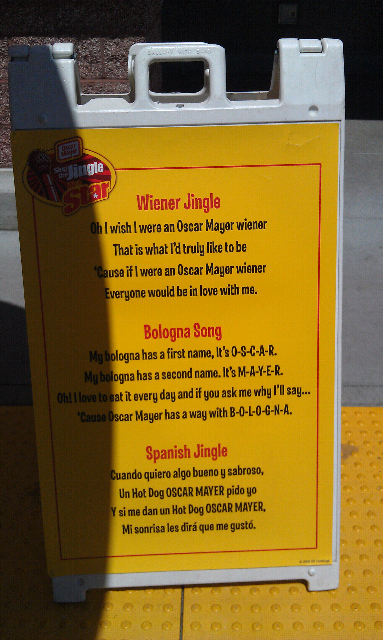 Oscar Mayer
Sing the
Jingle
Star
Wiener Jingle
Oh I wish I were an Oscar Mayer wiener
That is what I'd truly like to be
'Cause if I were an Oscar Mayer wiener
Everyone would be in love with me.
Bologna Song
My bologna has a first name, It's O-S-C-A-R.
My bologna has a second name. It's M-A-Y-E-R.
Oh! I love to eat it every day and if you ask me why I'll say...
'Cause Oscar Mayer has a way with B-O-L-O-G-N-A.
Spanish Jingle
Cuando quiero algo bueno y sabroso,
Un Hot Dog OSCAR MAYER pido yo
Y si me dan un Hot Dog OSCAR MAYER,
Mi sonrisa les dirá que me gustó.